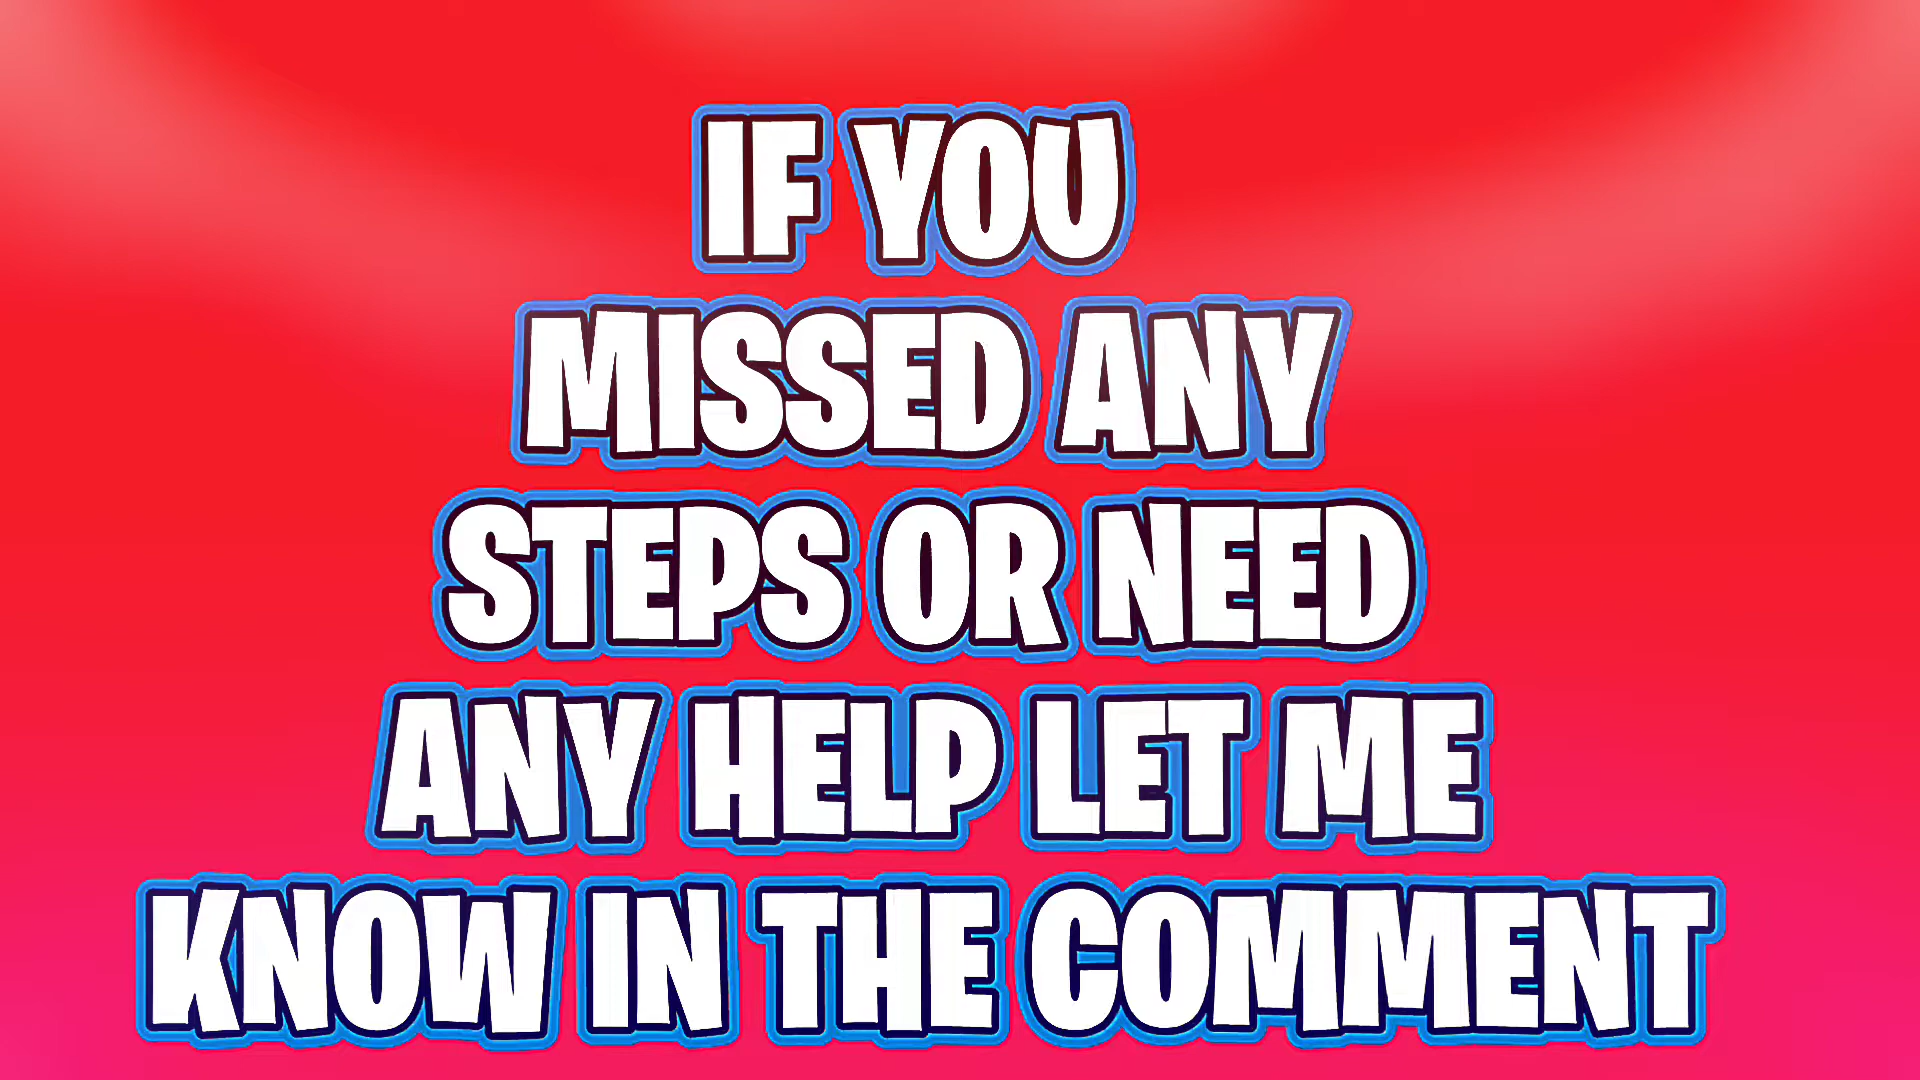 IF YOU
MISSED ANY
STEPS OR NEED
ANY HELP LET ME
KNOW IN THE COMMENT